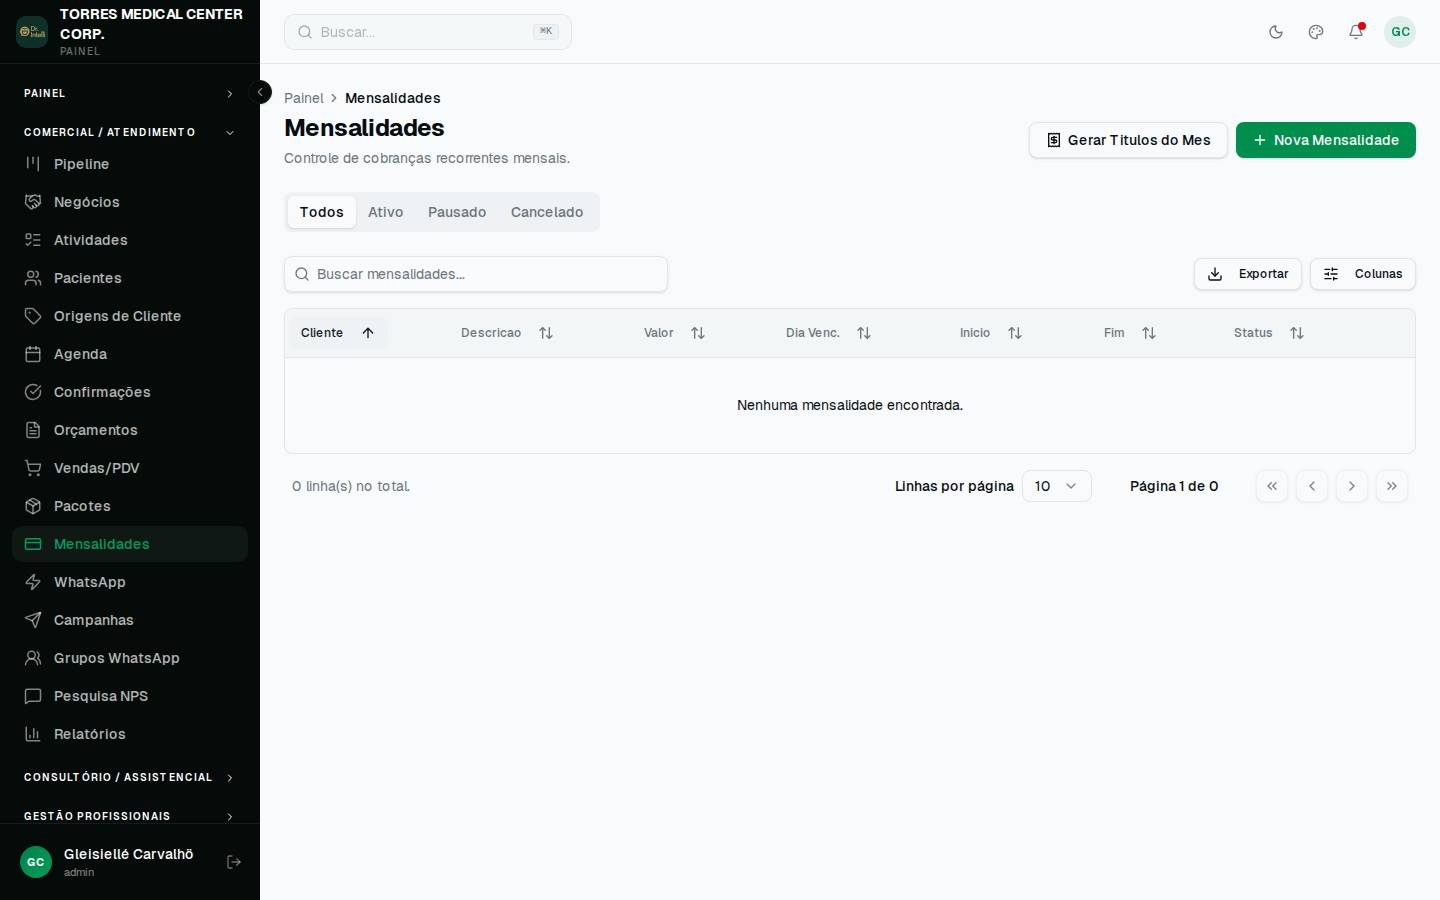 TORRES MEDICAL CENTER
CORP.
PAINEL
Dr.
Intelli
Buscar...
⌘K
GC
PAINEL
COMERCIAL / ATENDIMENTO
Pipeline
Negócios
Atividades
Pacientes
Origens de Cliente
Agenda
Confirmações
Orçamentos
Vendas/PDV
Pacotes
Mensalidades
WhatsApp
Campanhas
Grupos WhatsApp
Pesquisa NPS
Relatórios
CONSULTÓRIO / ASSISTENCIAL
GESTÃO PROFISSIONAIS
GC
Gleisiellé Carvalhö
admin
Painel
Mensalidades
Mensalidades
Controle de cobranças recorrentes mensais.
Gerar Titulos do Mes
Nova Mensalidade
Todos
Ativo
Pausado
Cancelado
Buscar mensalidades...
Exportar
Colunas
Cliente
Descricao
Valor
Dia Venc.
Inicio
Fim
Status
Nenhuma mensalidade encontrada.
0 linha(s) no total.
Linhas por página
10
Página 1 de 0